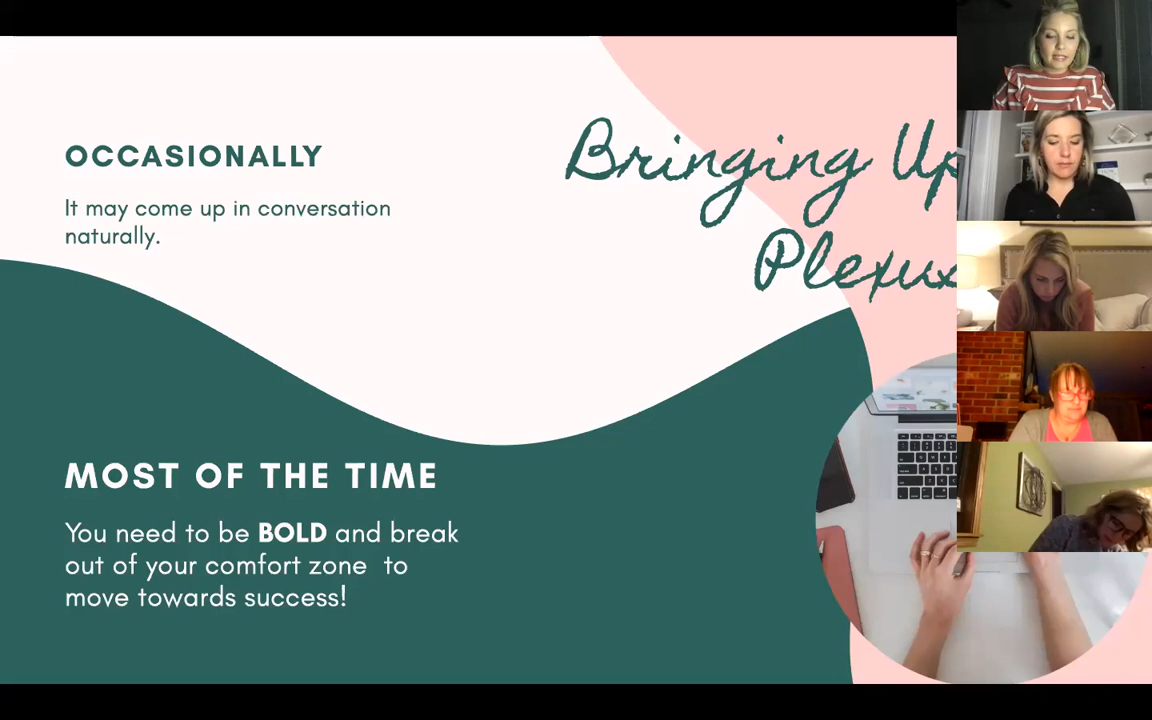 OCCASIONALLY
It may come up in conversation
naturally.
Bringing Up
Plexus
MOST OF THE TIME
You need to be BOLD and break
out of your comfort zone to
move towards success!